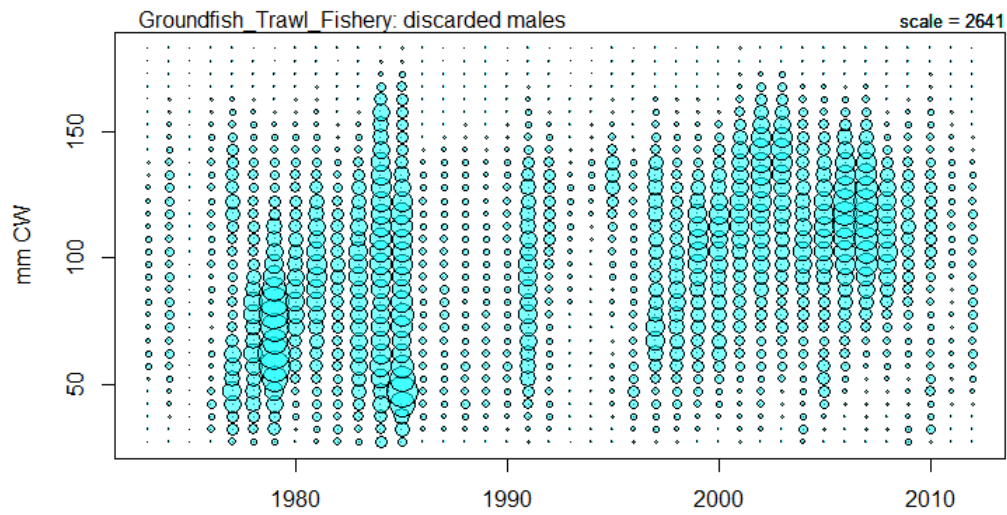 Groundfish_Trawl_Fishery: discarded males
scale = 2641
mm CW
150
100
50
1980
1990
2000
2010